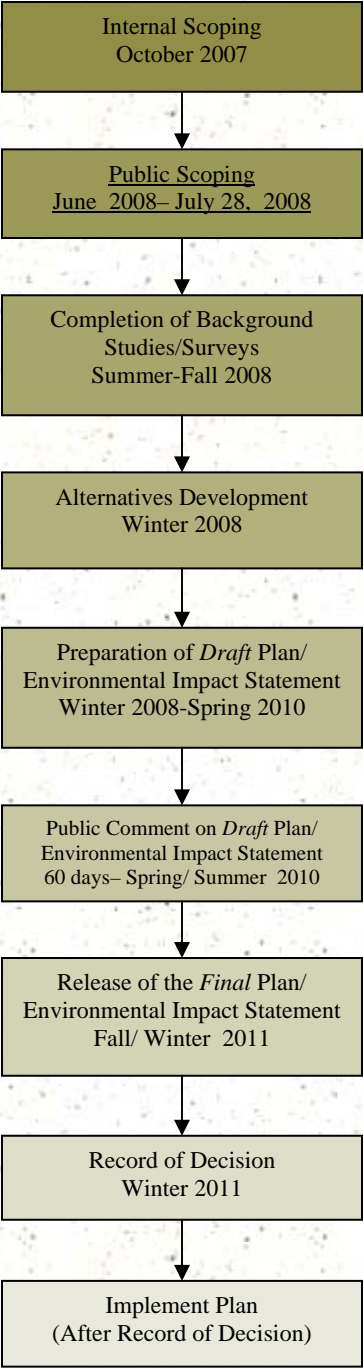 Internal Scoping
October 2007
Public Scoping
June 2008– July 28, 2008
Completion of Background
Studies/Surveys
Summer-Fall 2008
Alternatives Development
Winter 2008
Preparation of Draft Plan/
Environmental Impact Statement
Winter 2008-Spring 2010
Public Comment on Draft Plan/
Environmental Impact Statement
60 days– Spring/ Summer 2010
Release of the Final Plan/
Environmental Impact Statement
Fall/ Winter 2011
Record of Decision
Winter 2011
Implement Plan
(After Record of Decision)